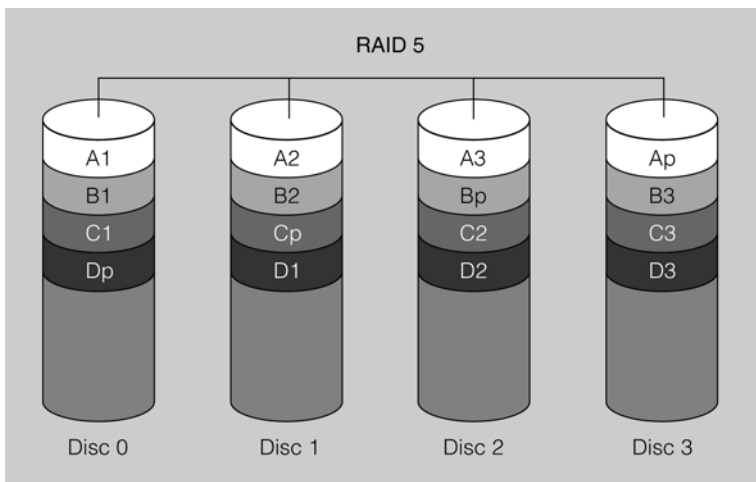 RAID 5
A1 A2 A3 Ap
B1 B2 Bp B3
C1 Cp C2 C3
Dp D1 D2 D3
Disc 0 Disc 1 Disc 2 Disc 3